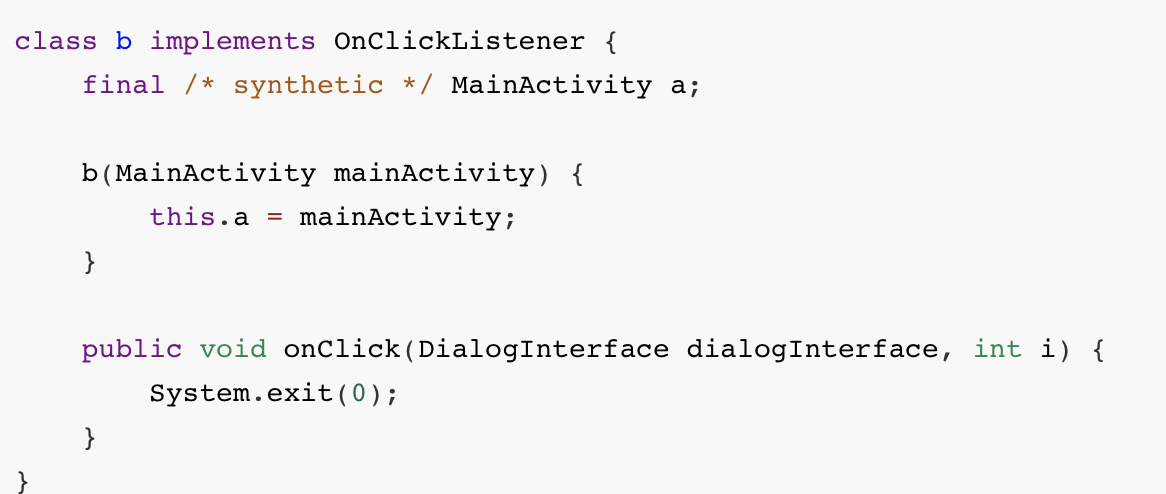 class b implements OnClickListener {
    final /* synthetic */ MainActivity a;

    b(MainActivity mainActivity) {
        this.a = mainActivity;
    }

    public void onClick(DialogInterface dialogInterface, int i) {
        System.exit(0);
    }
}